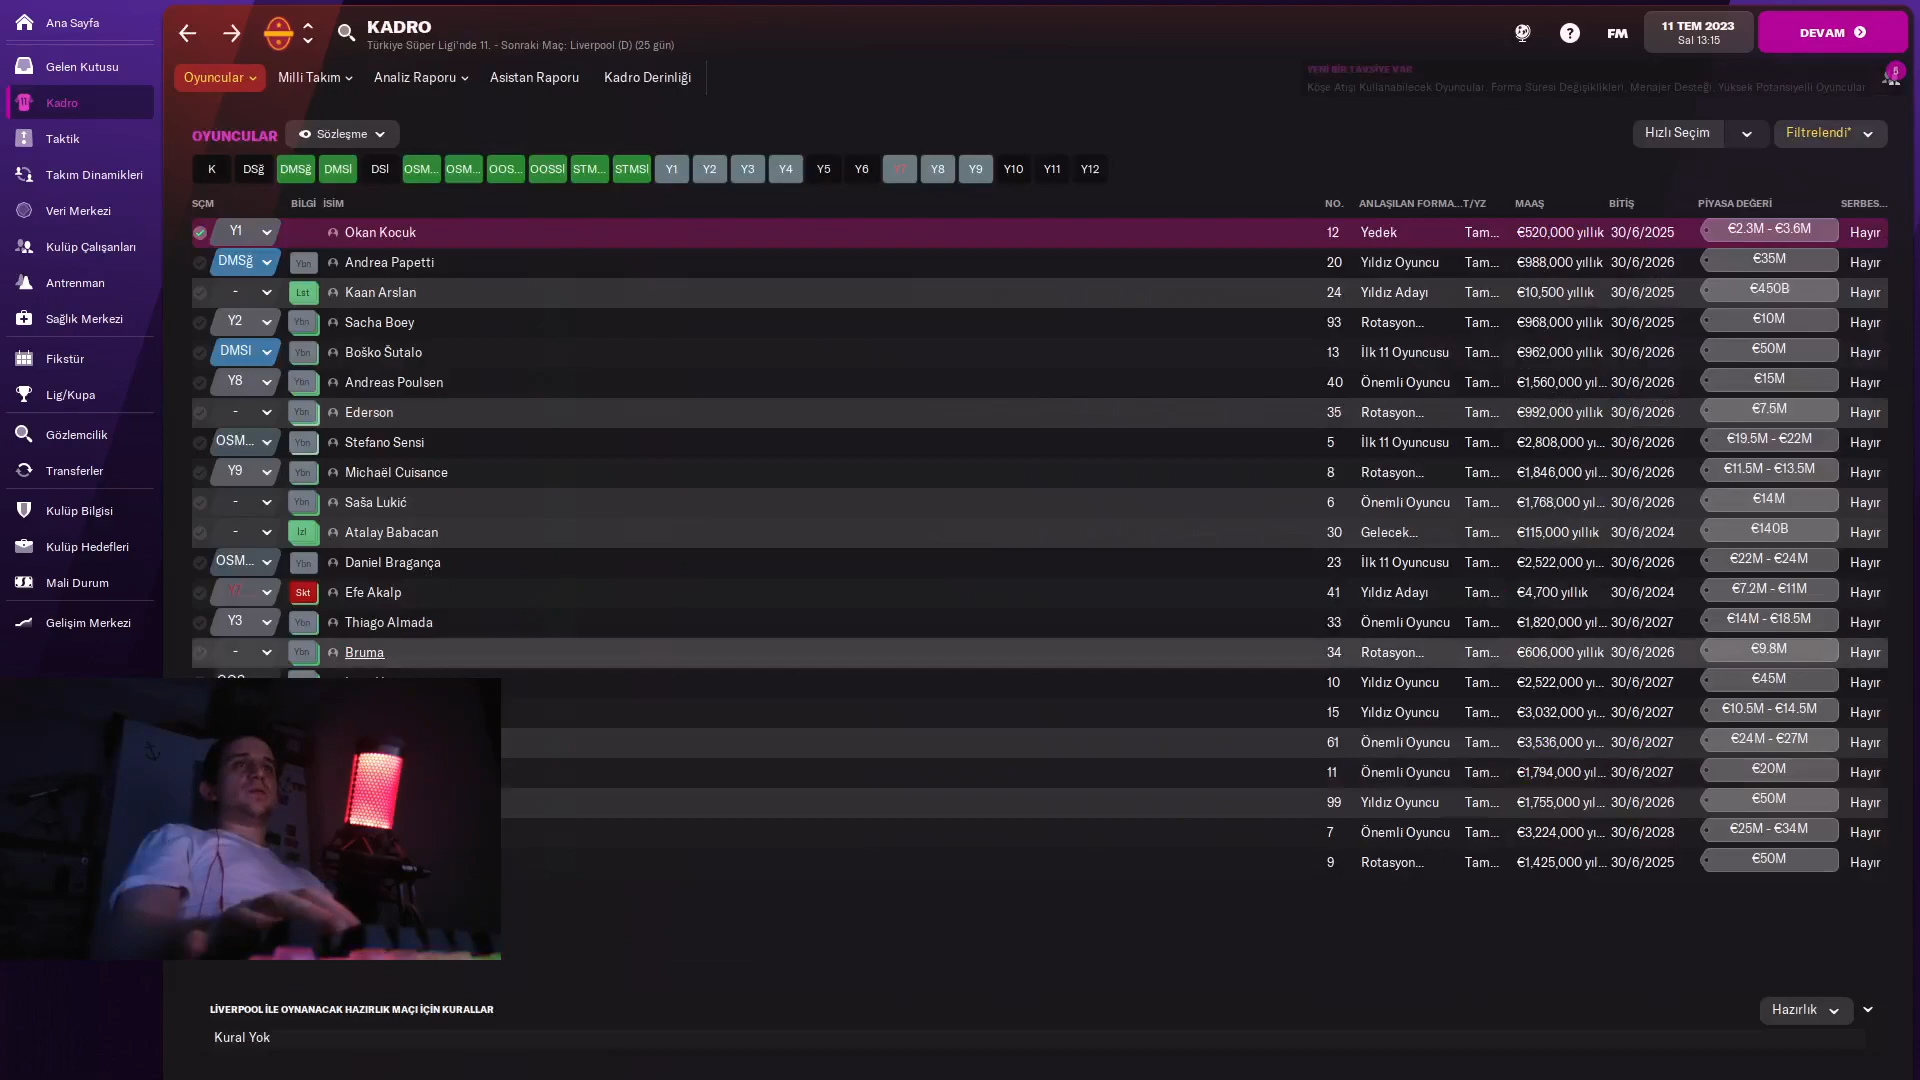 Ana Sayfa
Gelen Kutusu
Kadro
Taktik
Takım Dinamikleri
Veri Merkezi
Kulüp Çalışanları
Antrenman
Sağlık Merkezi
Fikstür
Lig/Kupa
Gözlemcilik
Transferler
Kulüp Bilgisi
Kulüp Hedefleri
Mali Durum
Gelişim Merkezi
KADRO
Türkiye Süper Ligi'nde 11. - Sonraki Maç: Liverpool (D) (25 gün)
? FM 11 TEM 2023 Sal 13:15 DEVAM
Oyuncular Milli Takım Analiz Raporu Asistan Raporu Kadro Derinliği
YENİ BİR TAKSİYE VAR
Köşe Atışı Kullanabilecek Oyuncular, Forma Süresi Değişiklikleri, Menajer Desteği, Yüksek Potansiyelli Oyuncular
OYUNCULAR Sözleşme Hızlı Seçim Filtrelendi*
K DSğ DMSğ DMSl DSl OSM... OSM... OOS... OOSSl STM... STMSl Y1 Y2 Y3 Y4 Y5 Y6 Y7 Y8 Y9 Y10 Y11 Y12
SÇM BİLGİ İSİM NO. ANLAŞILAN FORMA... T/YZ MAAŞ BİTİŞ PİYASA DEĞERİ SERBES...
Y1 Okan Kocuk 12 Yedek Tam... €520,000 yıllık 30/6/2025 €2.3M - €3.6M Hayır
DMSğ Ybn Andrea Papetti 20 Yıldız Oyuncu Tam... €988,000 yıllık 30/6/2026 €35M Hayır
- Lst Kaan Arslan 24 Yıldız Adayı Tam... €10,500 yıllık 30/6/2025 €450B Hayır
Y2 Ybn Sacha Boey 93 Rotasyon... Tam... €968,000 yıllık 30/6/2025 €10M Hayır
DMSl Ybn Boško Šutalo 13 İlk 11 Oyuncusu Tam... €962,000 yıllık 30/6/2026 €50M Hayır
Y8 Ybn Andreas Poulsen 40 Önemli Oyuncu Tam... €1,560,000 yıl... 30/6/2026 €15M Hayır
- Ybn Ederson 35 Rotasyon... Tam... €992,000 yıllık 30/6/2026 €7.5M Hayır
OSM... Ybn Stefano Sensi 5 İlk 11 Oyuncusu Tam... €2,808,000 yı... 30/6/2026 €19.5M - €22M Hayır
Y9 Ybn Michaël Cuisance 8 Rotasyon... Tam... €1,846,000 yıl... 30/6/2026 €11.5M - €13.5M Hayır
- Ybn Saša Lukić 6 Önemli Oyuncu Tam... €1,768,000 yıl... 30/6/2026 €14M Hayır
- İzl Atalay Babacan 30 Gelecek... Tam... €115,000 yıllık 30/6/2024 €140B Hayır
OSM... Ybn Daniel Bragança 23 İlk 11 Oyuncusu Tam... €2,522,000 yı... 30/6/2026 €22M - €24M Hayır
Y7 Skt Efe Akalp 41 Yıldız Adayı Tam... €4,700 yıllık 30/6/2024 €7.2M - €11M Hayır
Y3 Ybn Thiago Almada 33 Önemli Oyuncu Tam... €1,820,000 yıl... 30/6/2027 €14M - €18.5M Hayır
- Ybn Bruma 34 Rotasyon... Tam... €606,000 yıllık 30/6/2026 €9.8M Hayır
10 Yıldız Oyuncu Tam... €2,522,000 yı... 30/6/2027 €45M Hayır
15 Yıldız Oyuncu Tam... €3,032,000 yı... 30/6/2027 €10.5M - €14.5M Hayır
61 Önemli Oyuncu Tam... €3,536,000 yı... 30/6/2027 €24M - €27M Hayır
11 Önemli Oyuncu Tam... €1,794,000 yıl... 30/6/2027 €20M Hayır
99 Yıldız Oyuncu Tam... €1,755,000 yıl... 30/6/2026 €50M Hayır
7 Önemli Oyuncu Tam... €3,224,000 yı... 30/6/2028 €25M - €34M Hayır
9 Rotasyon... Tam... €1,425,000 yıl... 30/6/2025 €50M Hayır
LİVERPOOL İLE OYNANACAK HAZIRLIK MAÇI İÇİN KURALLAR Hazırlık
Kural Yok